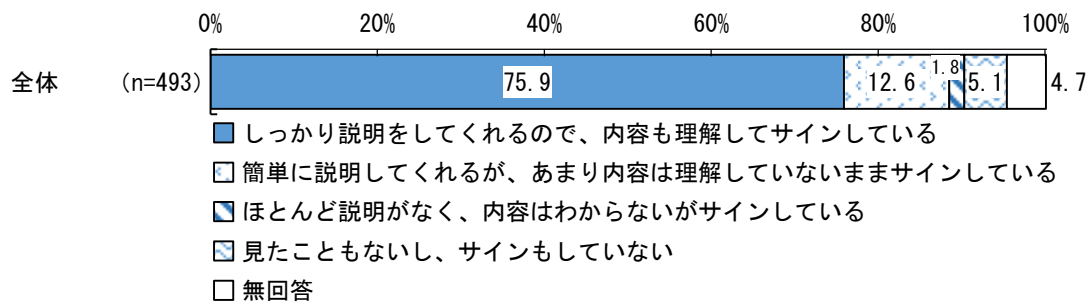 0% 20% 40% 60% 80% 100%
全体 (n=493) 75.9 12.6 1.8 5.1 4.7
しっかり説明をしてくれるので、内容も理解してサインしている
簡単に説明してくれるが、あまり内容は理解していないままサインしている
ほとんど説明がなく、内容はわからないがサインしている
見たこともないし、サインもしていない
無回答